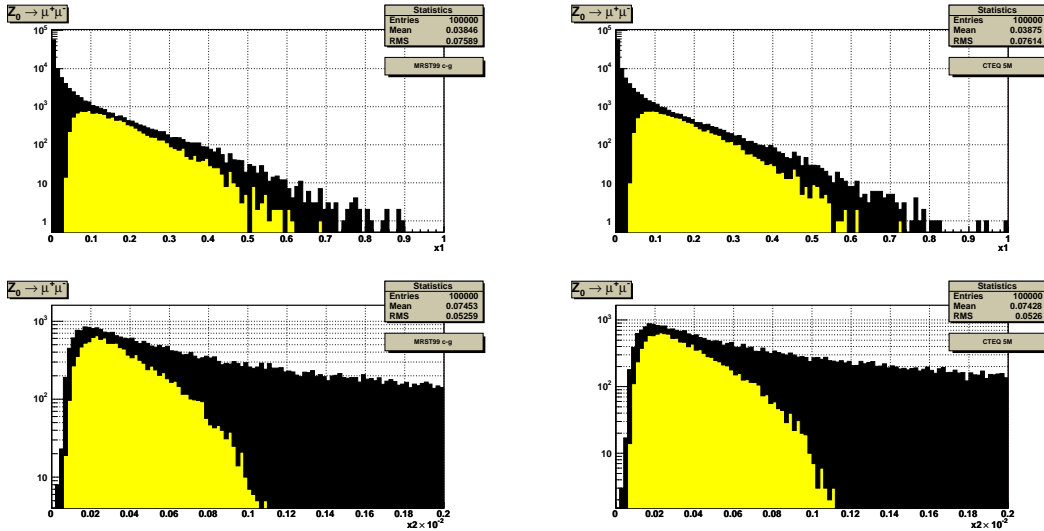 Z₀ → μ⁺μ⁻
Statistics
Entries 100000
Mean 0.03846
RMS 0.07589
MRST99 c-g
10⁵
10⁴
10³
10²
10
1
0 0.1 0.2 0.3 0.4 0.5 0.6 0.7 0.8 0.9 1
x1
Z₀ → μ⁺μ⁻
Statistics
Entries 100000
Mean 0.03875
RMS 0.07614
CTEQ 5M
10⁵
10⁴
10³
10²
10
1
0 0.1 0.2 0.3 0.4 0.5 0.6 0.7 0.8 0.9 1
x1
Z₀ → μ⁺μ⁻
Statistics
Entries 100000
Mean 0.07453
RMS 0.05259
MRST99 c-g
10³
10²
10
0 0.02 0.04 0.06 0.08 0.1 0.12 0.14 0.16 0.18 0.2
x2 × 10⁻²
Z₀ → μ⁺μ⁻
Statistics
Entries 100000
Mean 0.07428
RMS 0.0526
CTEQ 5M
10³
10²
10
0 0.02 0.04 0.06 0.08 0.1 0.12 0.14 0.16 0.18 0.2
x2 × 10⁻²